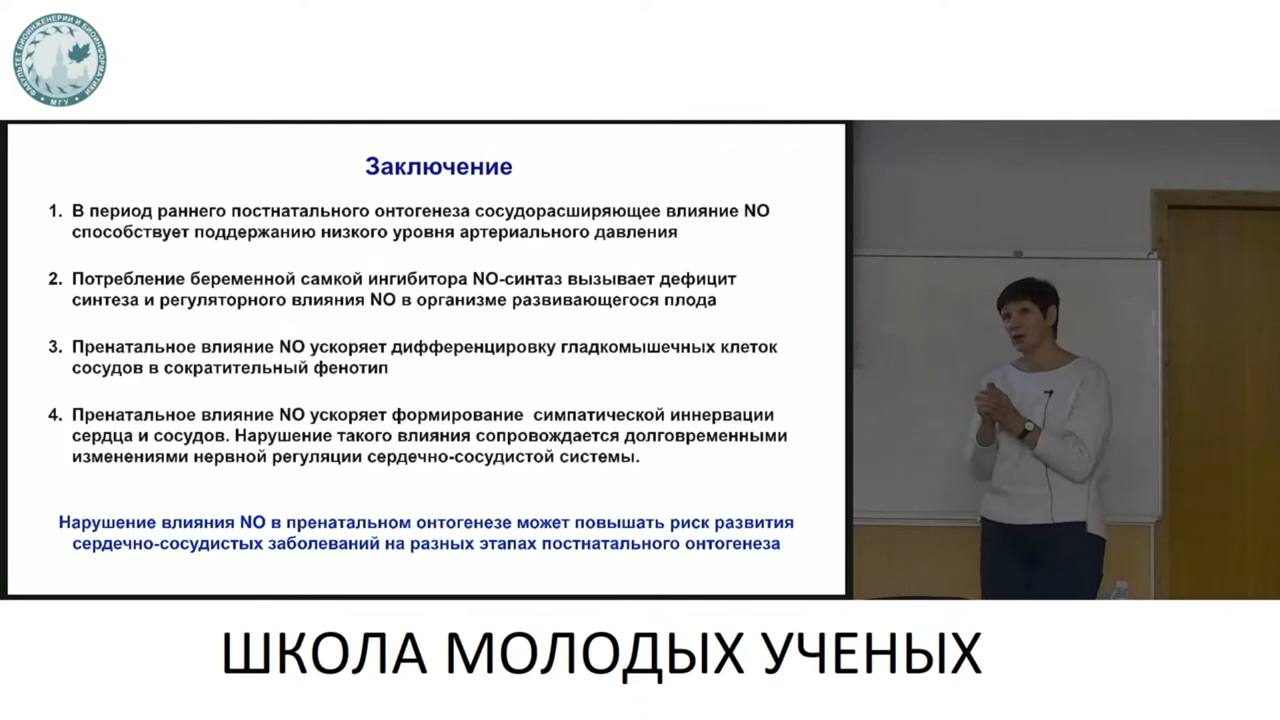 ФАКУЛЬТЕТ БИОИНЖЕНЕРИИ И БИОИНФОРМАТИКИ
МГУ
Заключение
1. В период раннего постнатального онтогенеза сосудорасширяющее влияние NO
способствует поддержанию низкого уровня артериального давления
2. Потребление беременной самкой ингибитора NO-синтаз вызывает дефицит
синтеза и регуляторного влияния NO в организме развивающегося плода
3. Пренатальное влияние NO ускоряет дифференцировку гладкомышечных клеток
сосудов в сократительный фенотип
4. Пренатальное влияние NO ускоряет формирование симпатической иннервации
сердца и сосудов. Нарушение такого влияния сопровождается долговременными
изменениями нервной регуляции сердечно-сосудистой системы.
Нарушение влияния NO в пренатальном онтогенезе может повышать риск развития
сердечно-сосудистых заболеваний на разных этапах постнатального онтогенеза
ШКОЛА МОЛОДЫХ УЧЕНЫХ